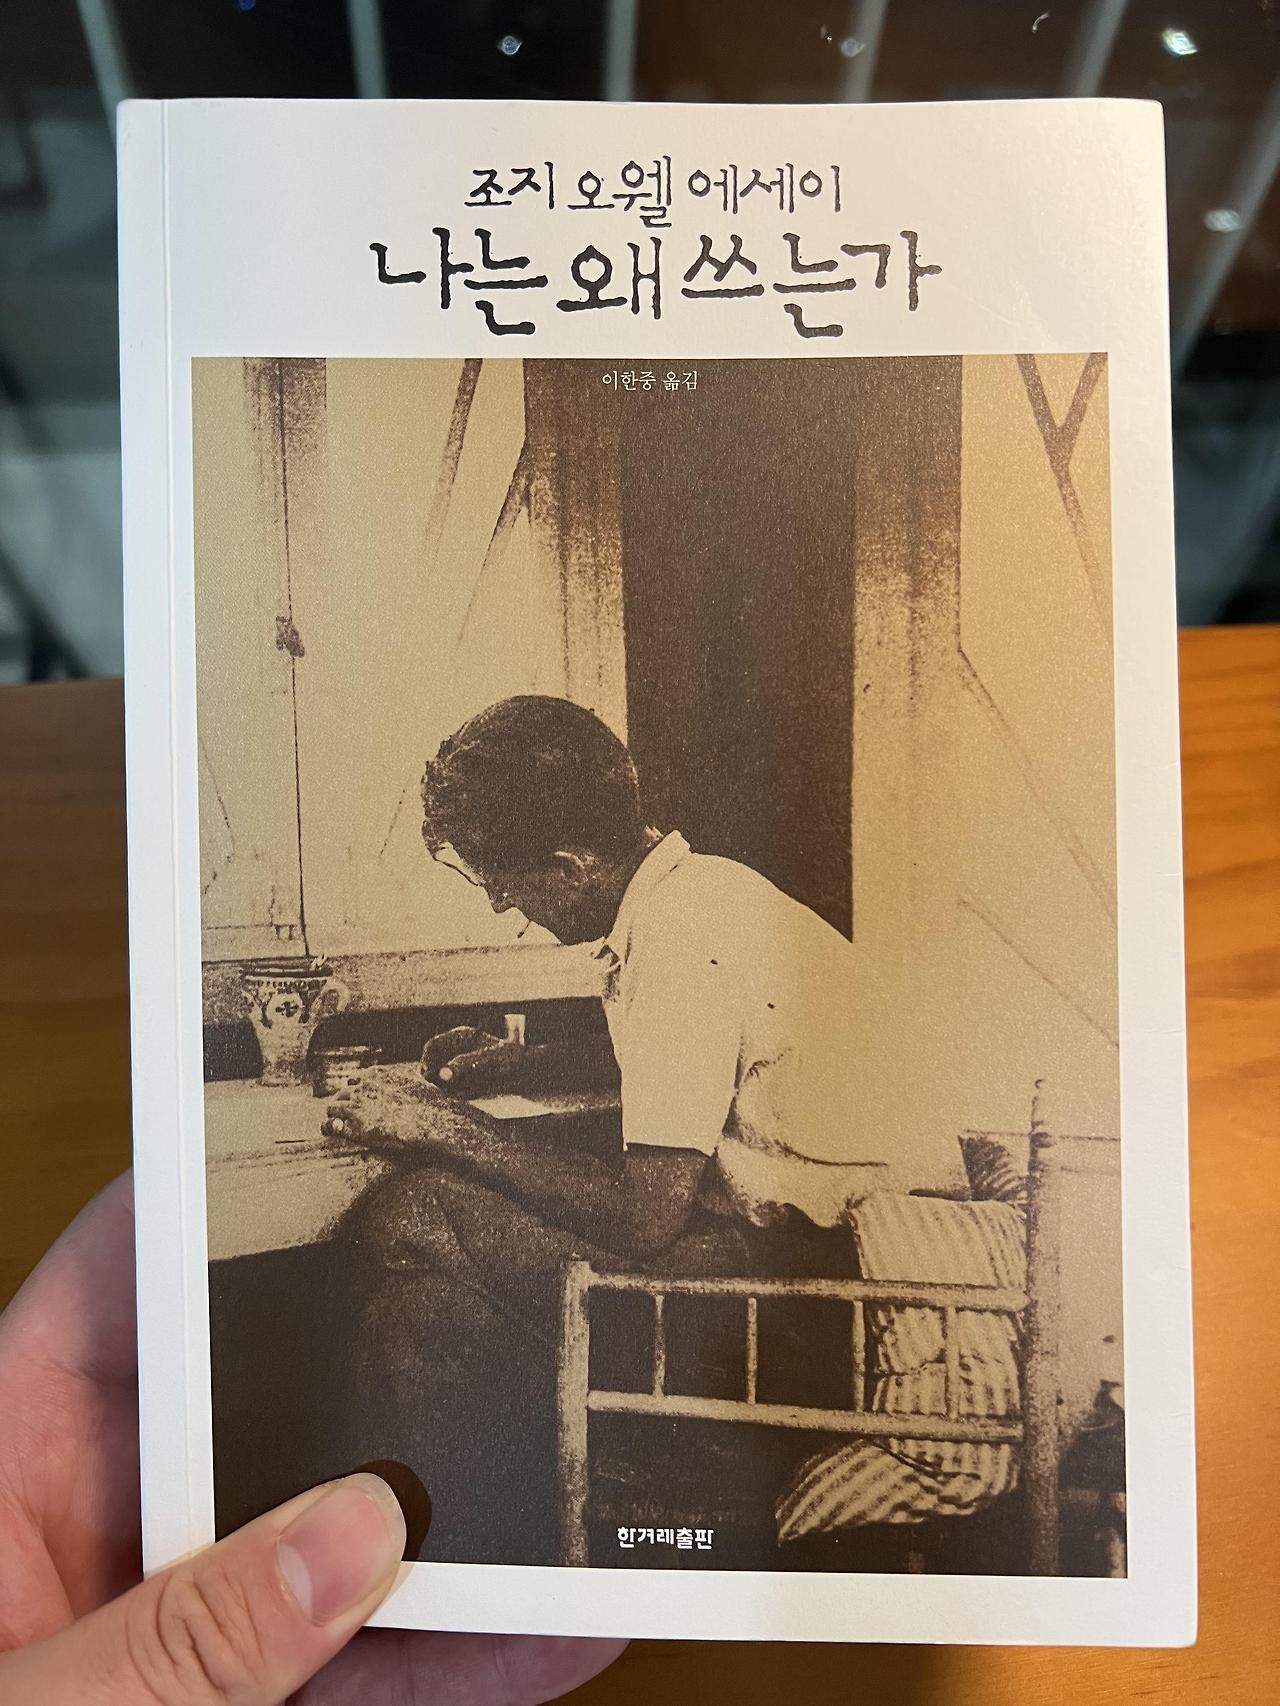 조지 오웰 에세이
나는 왜 쓰는가
이한중 옮김
한겨레출판